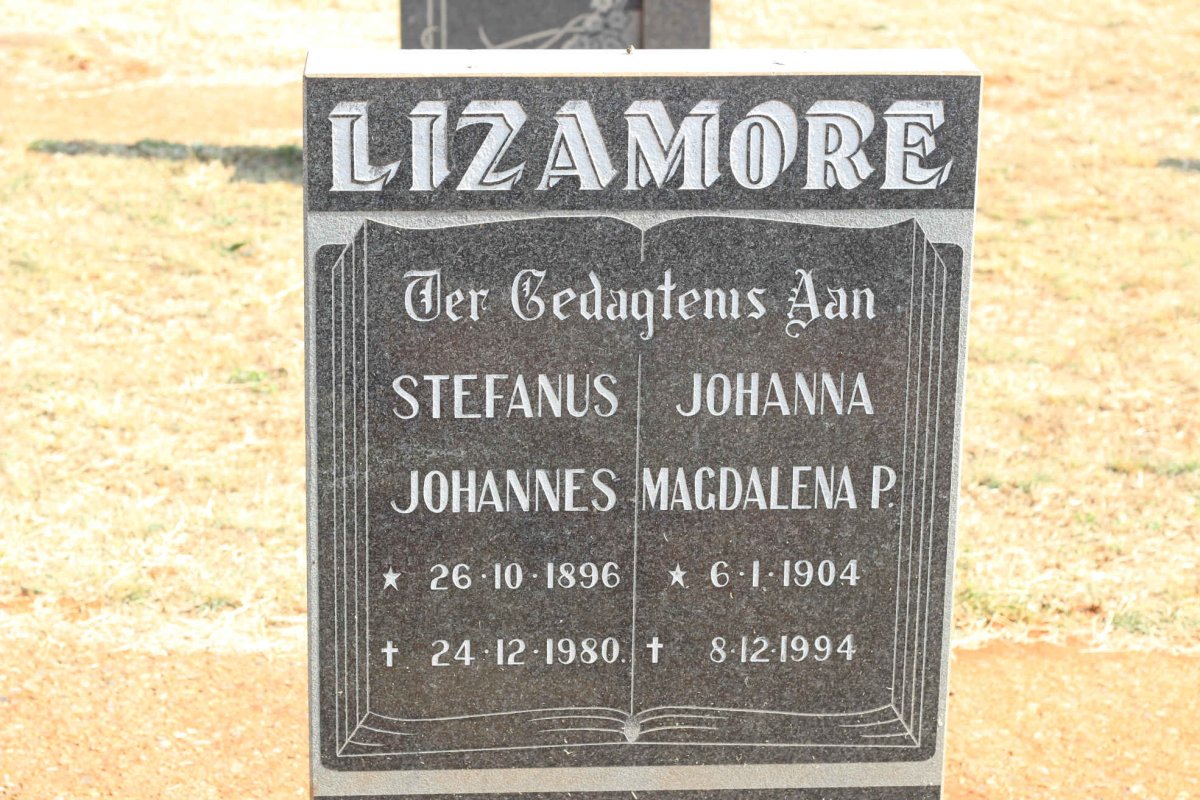 LIZAMORE
Ter Gedagtenis Aan
STEFANUS JOHANNA
JOHANNES MAGDALENA P.
★ 26·10·1896 ★ 6·1·1904
✝ 24·12·1980. ✝ 8·12·1994